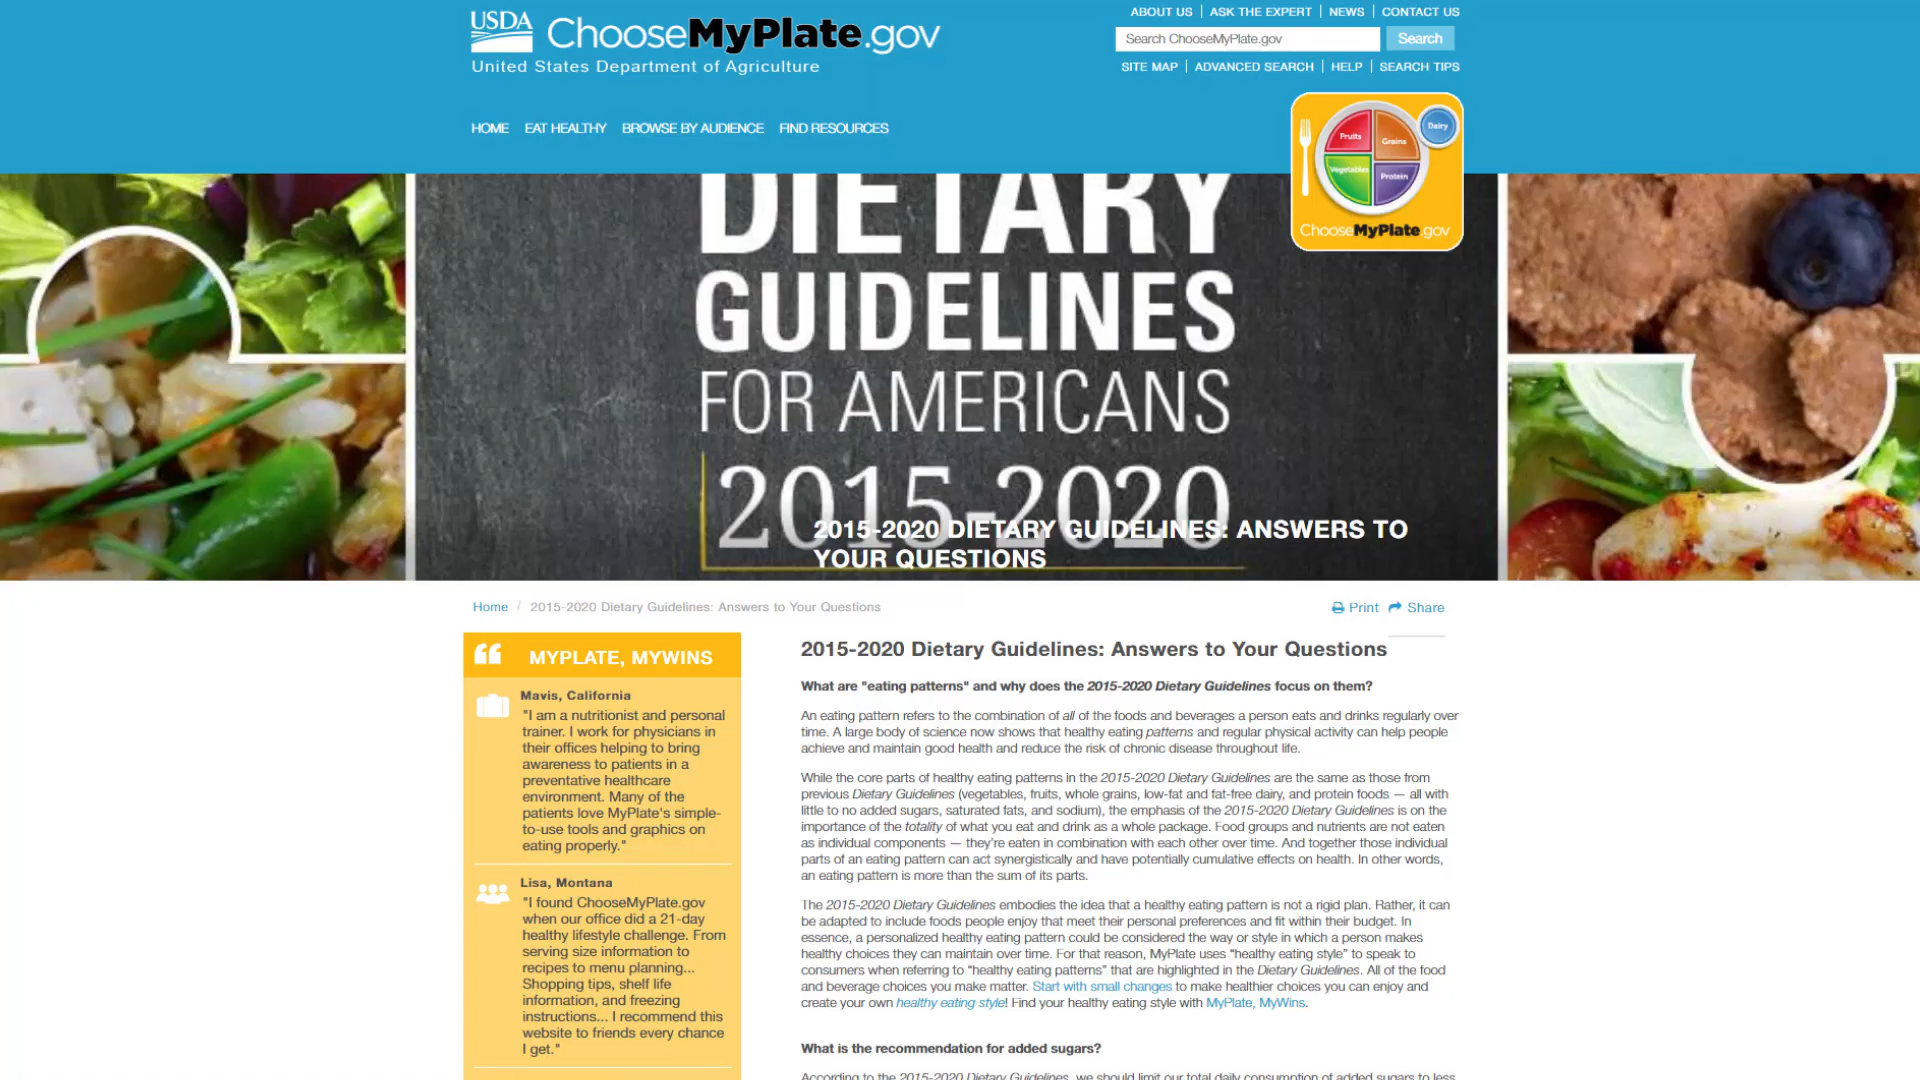 USDA ChooseMyPlate.gov
United States Department of Agriculture
ABOUT US | ASK THE EXPERT | NEWS | CONTACT US
Search ChooseMyPlate.gov Search
SITE MAP | ADVANCED SEARCH | HELP | SEARCH TIPS
HOME EAT HEALTHY BROWSE BY AUDIENCE FIND RESOURCES
Fruits
Grains
Dairy
Vegetables
Protein
ChooseMyPlate.gov
DIETARY
GUIDELINES
FOR AMERICANS
2015-2020
2015-2020 DIETARY GUIDELINES: ANSWERS TO
YOUR QUESTIONS
Home / 2015-2020 Dietary Guidelines: Answers to Your Questions
Print Share
MYPLATE, MYWINS
Mavis, California
"I am a nutritionist and personal
trainer. I work for physicians in
their offices helping to bring
awareness to patients in a
preventative healthcare
environment. Many of the
patients love MyPlate's simple-
to-use tools and graphics on
eating properly."
Lisa, Montana
"I found ChooseMyPlate.gov
when our office did a 21-day
healthy lifestyle challenge. From
serving size information to
recipes to menu planning...
Shopping tips, shelf life
information, and freezing
instructions... I recommend this
website to friends every chance
I get."
2015-2020 Dietary Guidelines: Answers to Your Questions
What are "eating patterns" and why does the 2015-2020 Dietary Guidelines focus on them?
An eating pattern refers to the combination of all of the foods and beverages a person eats and drinks regularly over
time. A large body of science now shows that healthy eating patterns and regular physical activity can help people
achieve and maintain good health and reduce the risk of chronic disease throughout life.
While the core parts of healthy eating patterns in the 2015-2020 Dietary Guidelines are the same as those from
previous Dietary Guidelines (vegetables, fruits, whole grains, low-fat and fat-free dairy, and protein foods — all with
little to no added sugars, saturated fats, and sodium), the emphasis of the 2015-2020 Dietary Guidelines is on the
importance of the totality of what you eat and drink as a whole package. Food groups and nutrients are not eaten
as individual components — they're eaten in combination with each other over time. And together those individual
parts of an eating pattern can act synergistically and have potentially cumulative effects on health. In other words,
an eating pattern is more than the sum of its parts.
The 2015-2020 Dietary Guidelines embodies the idea that a healthy eating pattern is not a rigid plan. Rather, it can
be adapted to include foods people enjoy that meet their personal preferences and fit within their budget. In
essence, a personalized healthy eating pattern could be considered the way or style in which a person makes
healthy choices they can maintain over time. For that reason, MyPlate uses “healthy eating style” to speak to
consumers when referring to “healthy eating patterns” that are highlighted in the Dietary Guidelines. All of the food
and beverage choices you make matter. Start with small changes to make healthier choices you can enjoy and
create your own healthy eating style! Find your healthy eating style with MyPlate, MyWins.
What is the recommendation for added sugars?
According to the 2015-2020 Dietary Guidelines, we should limit our total daily consumption of added sugars to less